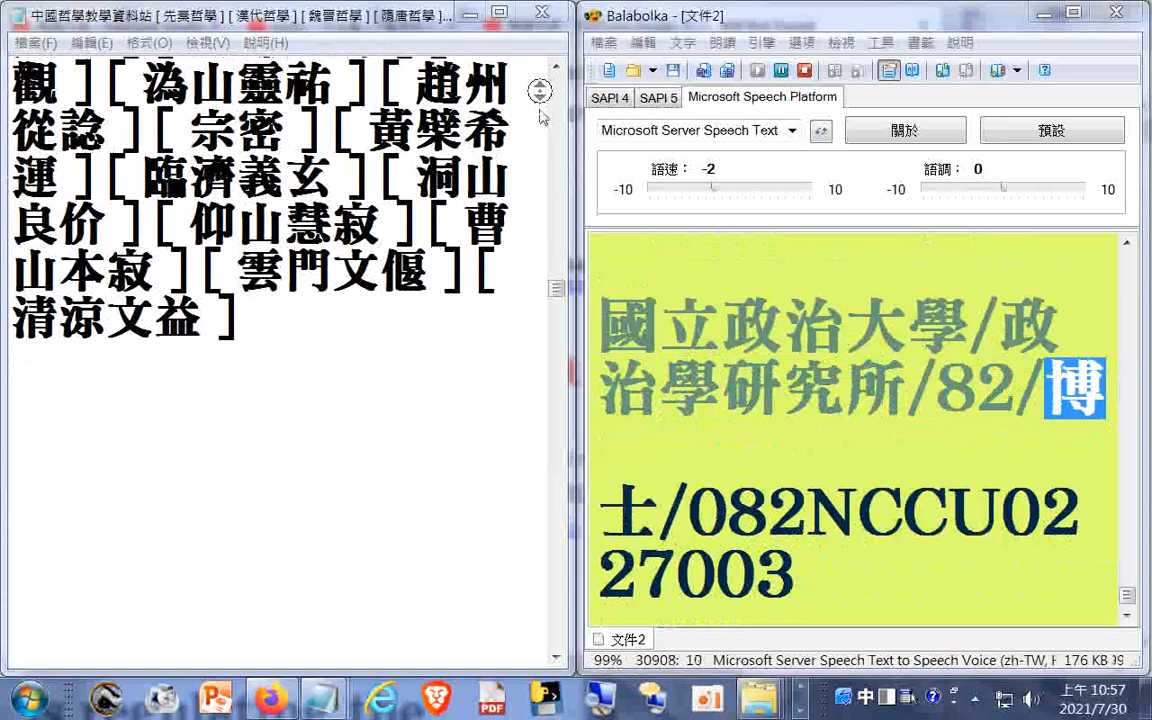 中國哲學教學資料站 [ 先秦哲學 ] [ 漢代哲學 ] [ 魏晉哲學 ] [ 隋唐哲學 ]...
檔案(F) 編輯(E) 格式(O) 檢視(V) 說明(H)
觀 ][ 溈山靈祐 ][ 趙州
從諗 ][ 宗密 ][ 黃檗希
運 ][ 臨濟義玄 ][ 洞山
良价 ][ 仰山慧寂 ][ 曹
山本寂 ][ 雲門文偃 ][
清涼文益 ]
Balabolka - [文件2]
檔案 編輯 文字 朗讀 引擎 選項 檢視 工具 書籤 說明
SAPI 4 SAPI 5 Microsoft Speech Platform
Microsoft Server Speech Text 關於 預設
語速： -2 語調： 0
-10 10 -10 10
國立政治大學/政
治學研究所/82/博
士/082NCCU02
27003
文件2
99% 30908: 10 Microsoft Server Speech Text to Speech Voice (zh-TW, H 176 KB
中
上午 10:57
2021/7/30